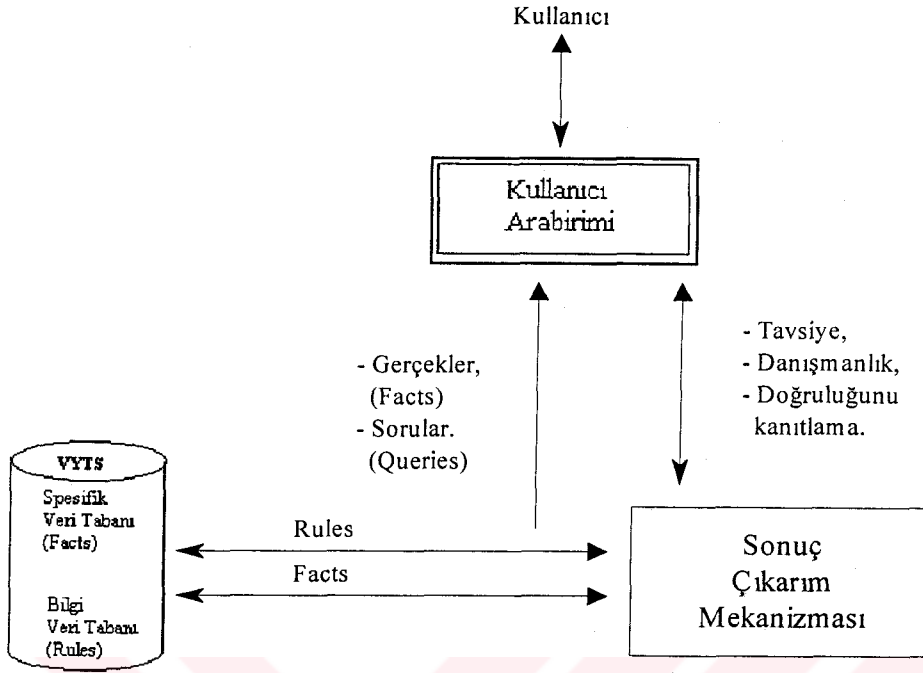 Kullanıcı
Kullanıcı
Arabirimi
- Gerçekler,
(Facts)
- Sorular.
(Queries)
- Tavsiye,
- Danışmanlık,
- Doğruluğunu
kanıtlama.
VYTS
Spesifik
Veri Tabanı
(Facts)
Bilgi
Veri Tabanı
(Rules)
Rules
Facts
Sonuç
Çıkarım
Mekanizması